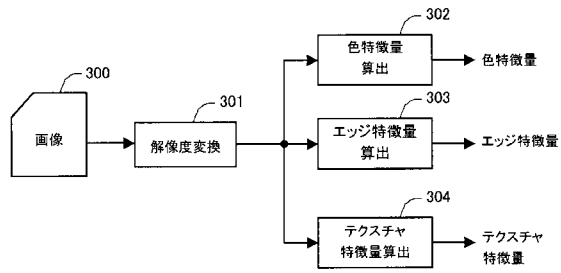 300
画像
301
解像度変換
302
色特徴量
算出
色特徴量
303
エッジ特徴量
算出
エッジ特徴量
304
テクスチャ
特徴量算出
テクスチャ
特徴量